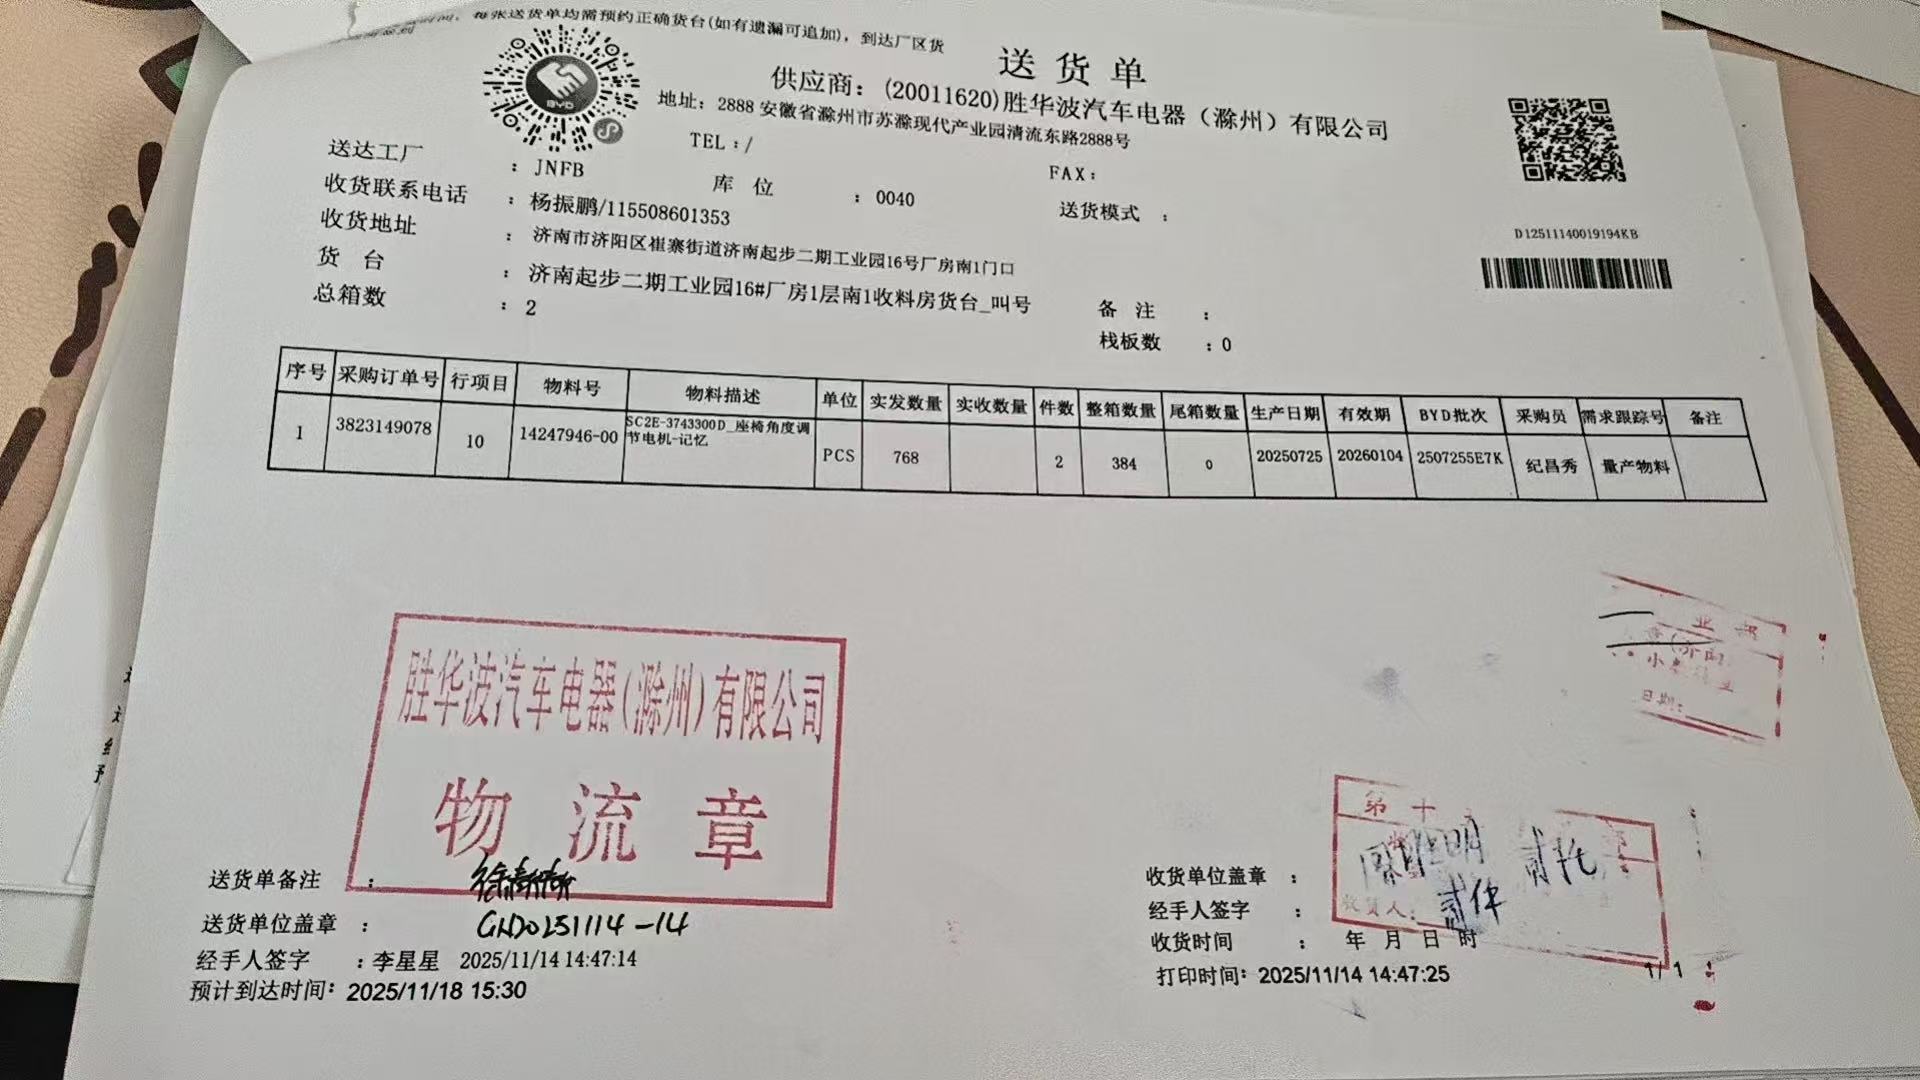 每张送货单均需预约正确货台(如有遗漏可追加)，到达厂区货
送货单
供应商：(20011620)胜华波汽车电器（滁州）有限公司
地址：2888 安徽省滁州市苏滁现代产业园清流东路2888号
TEL：/
FAX：
BYD
送达工厂：JNFB
库位：0040
送货模式：
收货联系电话：杨振鹏/115508601353
收货地址：济南市济阳区崔寨街道济南起步二期工业园16号厂房南1门口
货台：济南起步二期工业园16#厂房1层南1收料房货台_叫号
总箱数：2
备注：
栈板数：0
D12511140019194KB
序号 采购订单号 行项目 物料号 物料描述 单位 实发数量 实收数量 件数 整箱数量 尾箱数量 生产日期 有效期 BYD批次 采购员 需求跟踪号 备注
1 3823149078 10 14247946-00 SC2E-3743300D_座椅角度调节电机-记忆 PCS 768 2 384 0 20250725 20260104 2507255E7K 纪昌秀 量产物料
胜华波汽车电器(滁州)有限公司
物流章
日期:
第十
收货人:
贰托
贰件
送货单备注：
送货单位盖章：
经手人签字：李星星 2025/11/14 14:47:14
预计到达时间：2025/11/18 15:30
收货单位盖章：
经手人签字：
收货时间：年 月 日 时
打印时间：2025/11/14 14:47:25
1/1